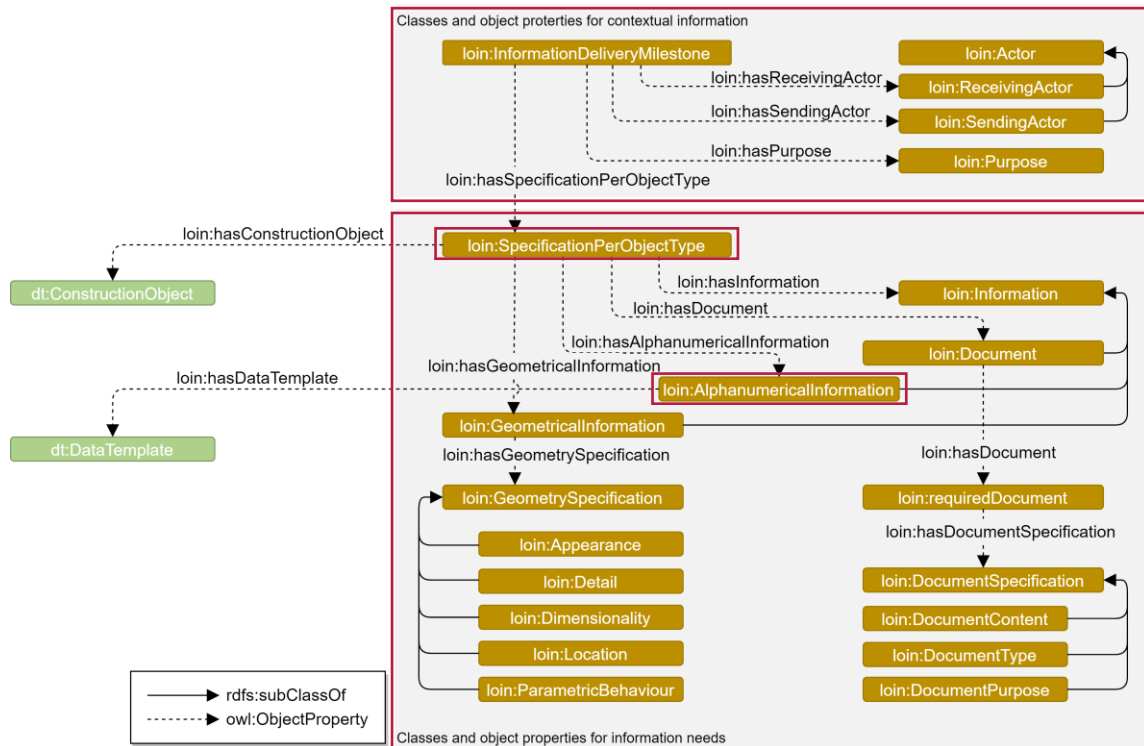 Classes and object proterties for contextual information
loin:InformationDeliveryMilestone
loin:Actor
loin:hasReceivingActor
loin:ReceivingActor
loin:hasSendingActor
loin:SendingActor
loin:hasPurpose
loin:Purpose
loin:hasSpecificationPerObjectType
loin:hasConstructionObject
loin:SpecificationPerObjectType
dt:ConstructionObject
loin:hasInformation
loin:Information
loin:hasDocument
loin:hasAlphanumericalInformation
loin:Document
loin:hasGeometricalInformation
loin:hasDataTemplate
loin:AlphanumericalInformation
loin:GeometricalInformation
dt:DataTemplate
loin:hasGeometrySpecification
loin:hasDocument
loin:GeometrySpecification
loin:requiredDocument
loin:hasDocumentSpecification
loin:Appearance
loin:Detail
loin:DocumentSpecification
loin:Dimensionality
loin:DocumentContent
loin:Location
loin:DocumentType
loin:ParametricBehaviour
loin:DocumentPurpose
rdfs:subClassOf
owl:ObjectProperty
Classes and object properties for information needs